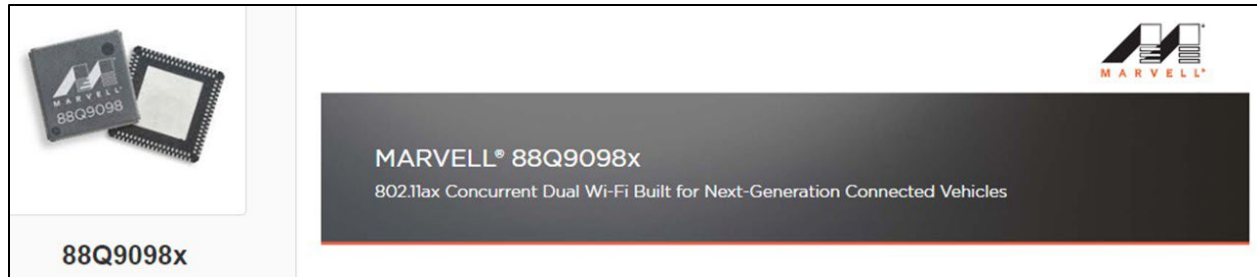 MARVELL
88Q9098
88Q9098x
MARVELL®
MARVELL® 88Q9098x
802.11ax Concurrent Dual Wi-Fi Built for Next-Generation Connected Vehicles